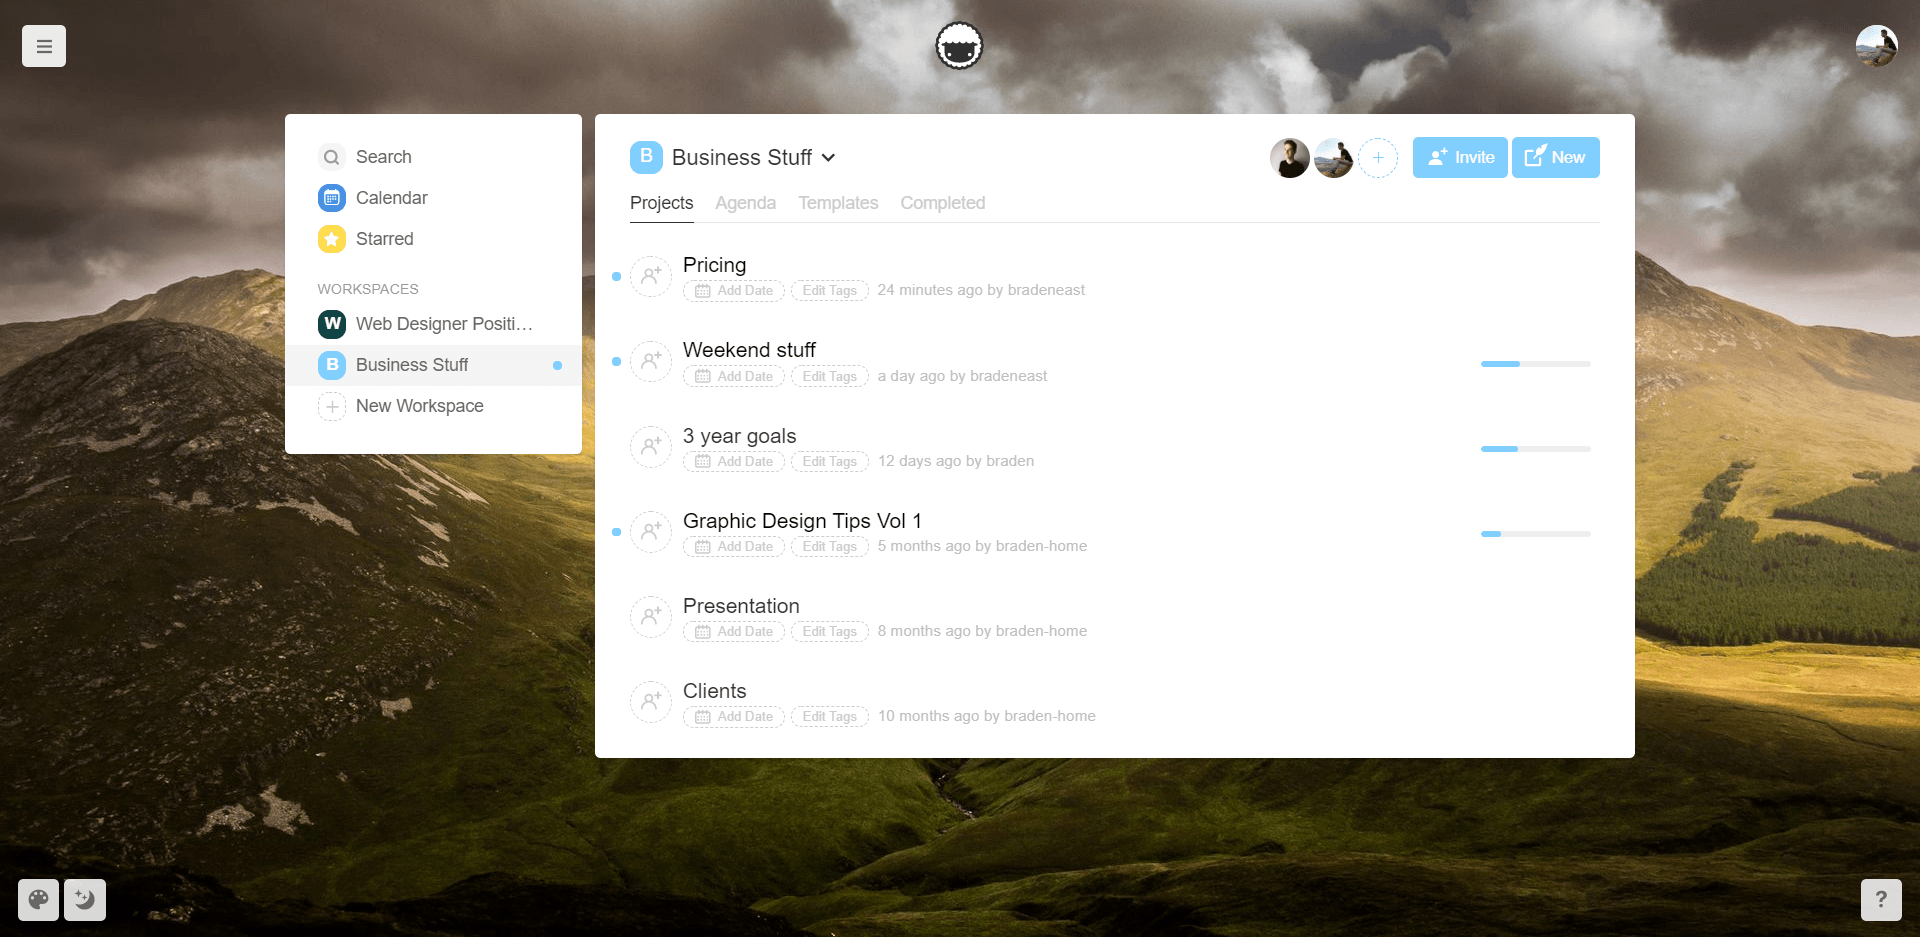 Search
Calendar
Starred
WORKSPACES
W Web Designer Positi…
B Business Stuff
New Workspace
B Business Stuff
Invite
New
Projects Agenda Templates Completed
Pricing
Add Date Edit Tags 24 minutes ago by bradeneast
Weekend stuff
Add Date Edit Tags a day ago by bradeneast
3 year goals
Add Date Edit Tags 12 days ago by braden
Graphic Design Tips Vol 1
Add Date Edit Tags 5 months ago by braden-home
Presentation
Add Date Edit Tags 8 months ago by braden-home
Clients
Add Date Edit Tags 10 months ago by braden-home
?